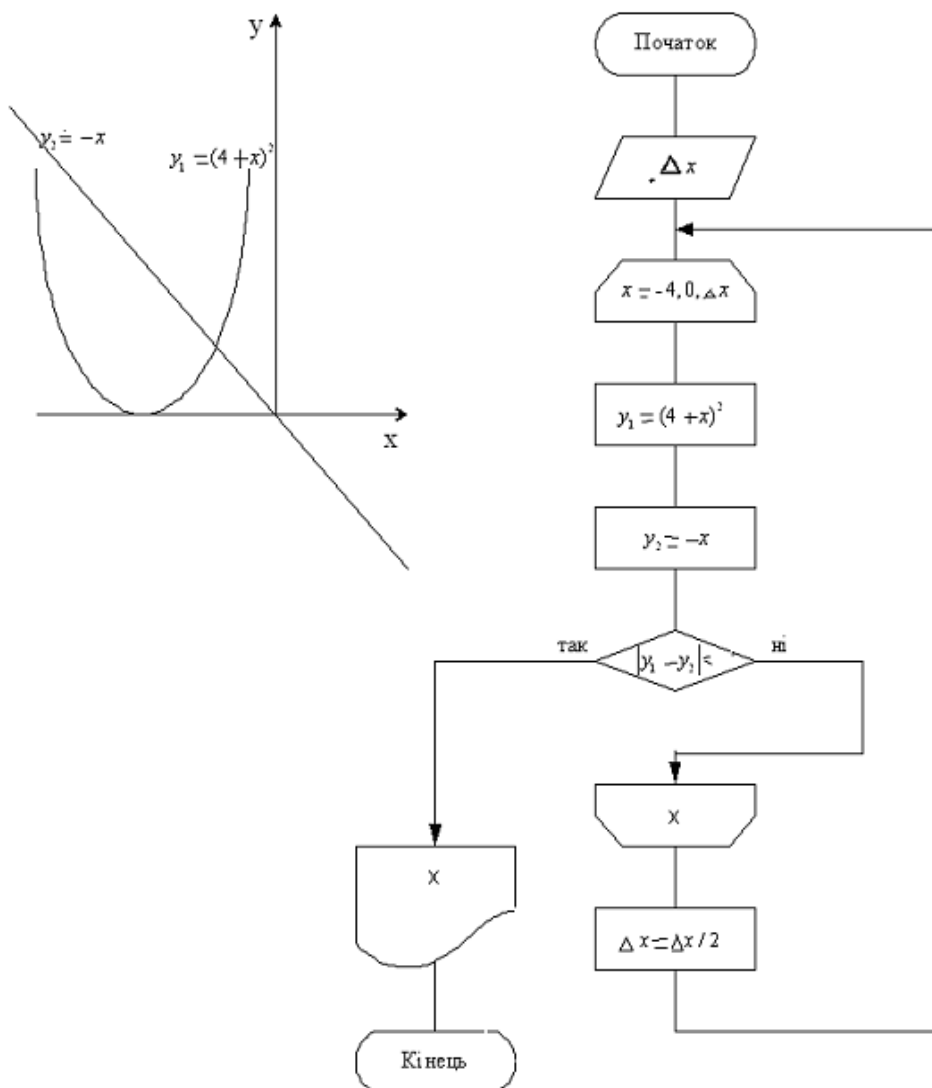 y
y₂ = -x
y₁ = (4 + x)²
x
Початок
Δx
x = -4, 0, Δx
y₁ = (4 + x)²
y₂ = -x
так
|y₁ - y₂| <
ні
x
x
Δx = Δx / 2
Кінець